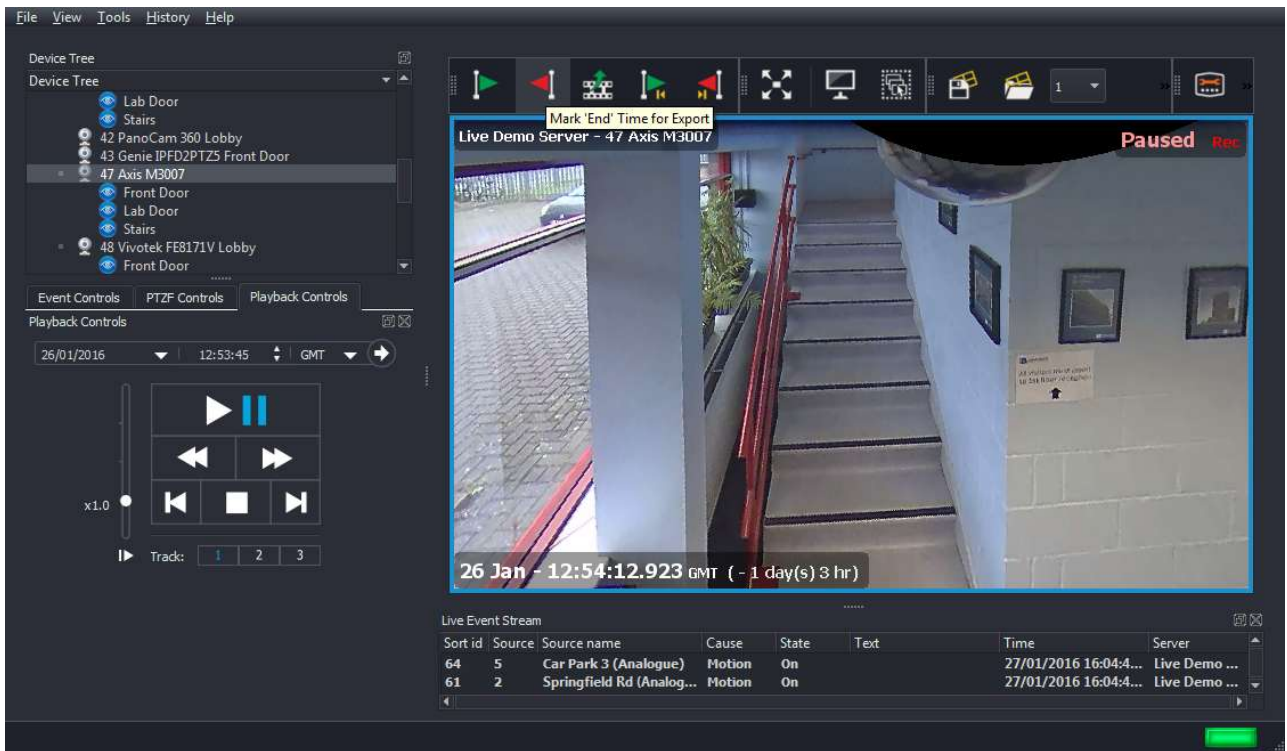 File View Tools History Help
Device Tree
Device Tree
Lab Door
Stairs
42 PanoCam 360 Lobby
43 Genie IPFD2PTZ5 Front Door
47 Axis M3007
Front Door
Lab Door
Stairs
48 Vivotek FE8171V Lobby
Front Door
Event Controls PTZF Controls Playback Controls
Playback Controls
26/01/2016 12:53:45 GMT
x1.0
Track: 1 2 3
1
Mark 'End' Time for Export
Live Demo Server - 47 Axis M3007
Paused Rec
26 Jan - 12:54:12.923 GMT ( - 1 day(s) 3 hr)
Live Event Stream
Sort id Source Source name Cause State Text Time Server
64 5 Car Park 3 (Analogue) Motion On 27/01/2016 16:04:4... Live Demo ...
61 2 Springfield Rd (Analog... Motion On 27/01/2016 16:04:4... Live Demo ...